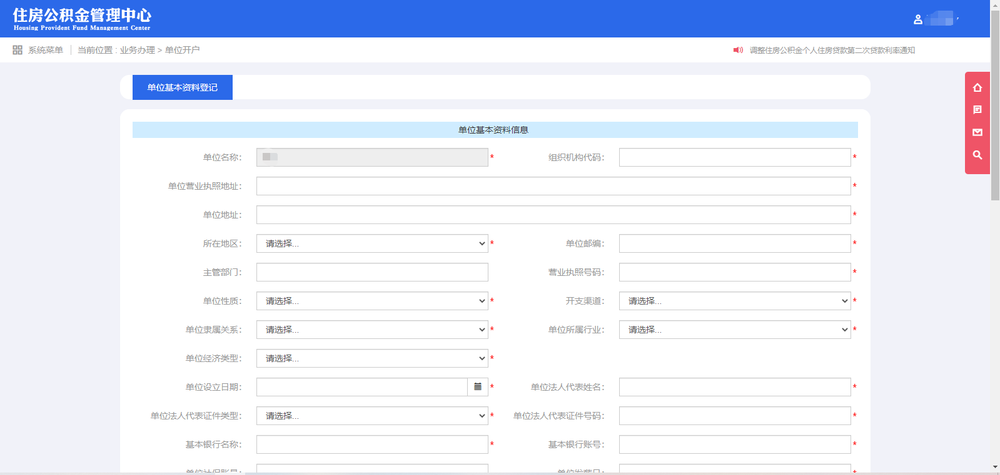 住房公积金管理中心
Housing Provident Fund Management Center
系统菜单 当前位置 : 业务办理 > 单位开户 调整住房公积金个人住房贷款第二次贷款利率通知
单位基本资料登记
单位基本资料信息
单位名称: * 组织机构代码: *
单位营业执照地址: *
单位地址: *
所在地区: 请选择... * 单位邮编: *
主管部门: 营业执照号码: *
单位性质: 请选择... * 开支渠道: 请选择... *
单位隶属关系: 请选择... * 单位所属行业: 请选择... *
单位经济类型: 请选择... *
单位设立日期: * 单位法人代表姓名: *
单位法人代表证件类型: 请选择... * 单位法人代表证件号码: *
基本银行名称: * 基本银行账号: *